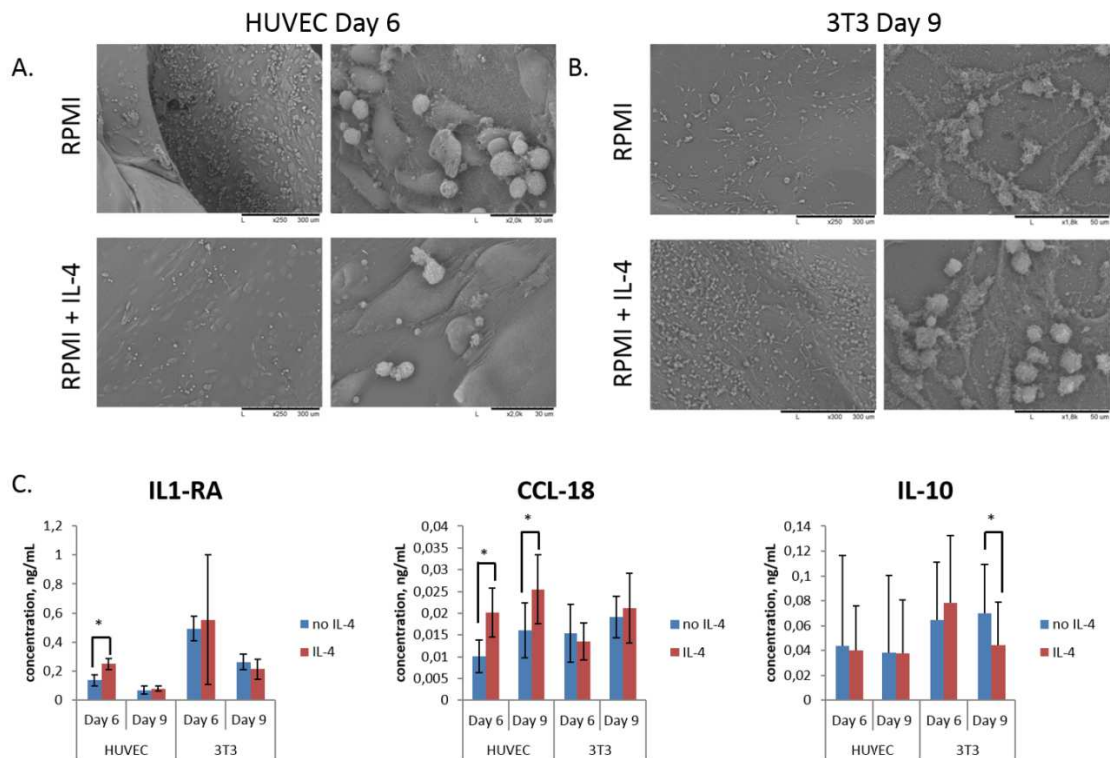 HUVEC Day 6
3T3 Day 9
A.
B.
RPMI
RPMI
L x250 300 um
L x2,0k 30 um
L x250 300 um
L x1,8k 50 um
RPMI + IL-4
RPMI + IL-4
L x250 300 um
L x2,0k 30 um
L x300 300 um
L x1,8k 50 um
C.
IL1-RA
CCL-18
IL-10
concentration, ng/mL
1,2
1
0,8
0,6
0,4
0,2
0
*
no IL-4
IL-4
Day 6 Day 9 Day 6 Day 9
HUVEC 3T3
concentration, ng/mL
0,04
0,035
0,03
0,025
0,02
0,015
0,01
0,005
0
*
*
no IL-4
IL-4
Day 6 Day 9 Day 6 Day 9
HUVEC 3T3
concentration, ng/mL
0,14
0,12
0,1
0,08
0,06
0,04
0,02
0
*
no IL-4
IL-4
Day 6 Day 9 Day 6 Day 9
HUYEC 3T3